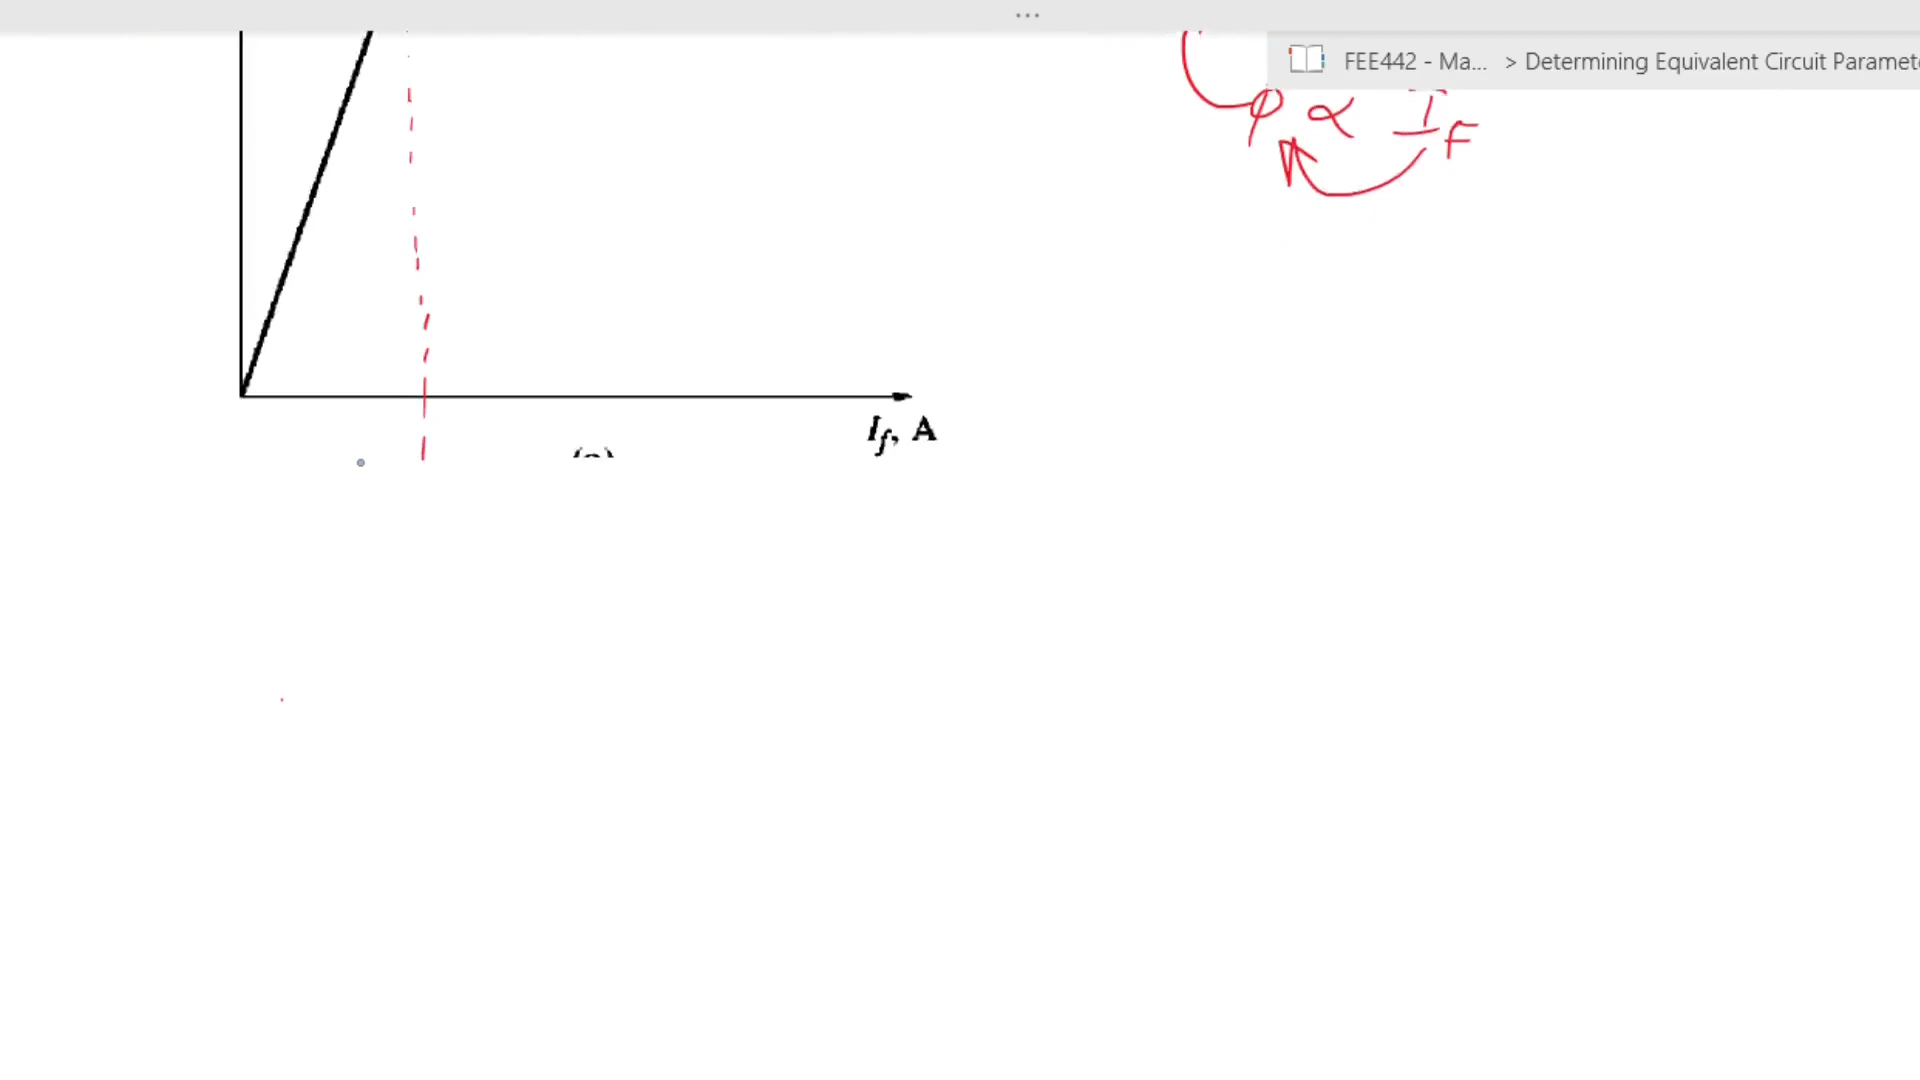 ...
FEE442 - Ma... > Determining Equivalent Circuit Paramet
φ ∝ I_F
I_f, A